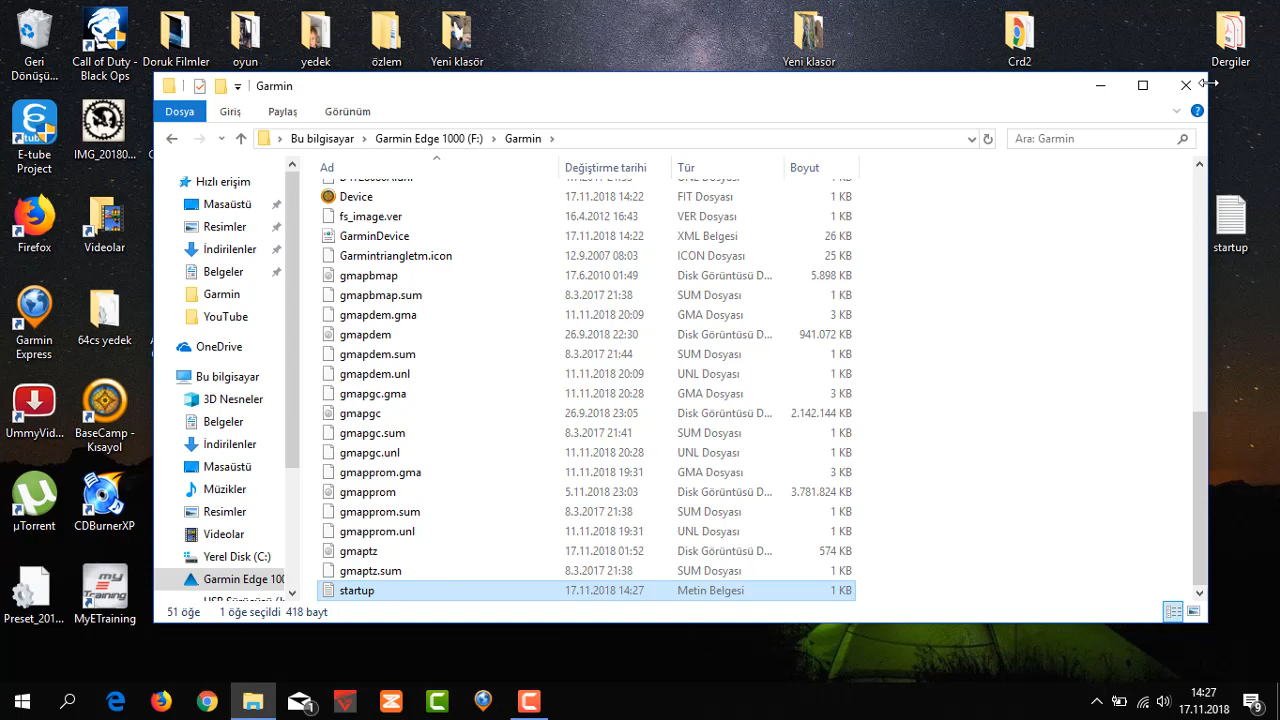 Geri Dönüşü...
Call of Duty - Black Ops
Doruk Filmler
oyun
yedek
özlem
Yeni klasör
Yeni klasör
Crd2
Dergiler
E-tube Project
IMG_20180...
Firefox
Videolar
Garmin Express
64cs yedek
UmmyVid...
BaseCamp - Kısayol
µTorrent
CDBurnerXP
Preset_201...
MyETraining
startup
Garmin
Dosya
Giriş
Paylaş
Görünüm
Bu bilgisayar
Garmin Edge 1000 (F:)
Garmin
Ara: Garmin
Hızlı erişim
Masaüstü
Resimler
İndirilenler
Belgeler
Garmin
YouTube
OneDrive
Bu bilgisayar
3D Nesneler
Belgeler
İndirilenler
Masaüstü
Müzikler
Resimler
Videolar
Yerel Disk (C:)
Garmin Edge 100
Ad Değiştirme tarihi Tür Boyut
Device 17.11.2018 14:22 FIT Dosyası 1 KB
fs_image.ver 16.4.2012 16:43 VER Dosyası 1 KB
GarminDevice 17.11.2018 14:22 XML Belgesi 26 KB
Garmintriangletm.icon 12.9.2007 08:03 ICON Dosyası 25 KB
gmapbmap 17.6.2010 01:49 Disk Görüntüsü D... 5.898 KB
gmapbmap.sum 8.3.2017 21:38 SUM Dosyası 1 KB
gmapdem.gma 11.11.2018 20:09 GMA Dosyası 3 KB
gmapdem 26.9.2018 22:30 Disk Görüntüsü D... 941.072 KB
gmapdem.sum 8.3.2017 21:44 SUM Dosyası 1 KB
gmapdem.unl 11.11.2018 20:09 UNL Dosyası 1 KB
gmapgc.gma 11.11.2018 20:28 GMA Dosyası 3 KB
gmapgc 26.9.2018 23:05 Disk Görüntüsü D... 2.142.144 KB
gmapgc.sum 8.3.2017 21:41 SUM Dosyası 1 KB
gmapgc.unl 11.11.2018 20:28 UNL Dosyası 1 KB
gmapprom.gma 11.11.2018 19:31 GMA Dosyası 3 KB
gmapprom 5.11.2018 23:03 Disk Görüntüsü D... 3.781.824 KB
gmapprom.sum 8.3.2017 21:38 SUM Dosyası 1 KB
gmapprom.unl 11.11.2018 19:31 UNL Dosyası 1 KB
gmaptz 17.11.2018 01:52 Disk Görüntüsü D... 574 KB
gmaptz.sum 8.3.2017 21:38 SUM Dosyası 1 KB
startup 17.11.2018 14:27 Metin Belgesi 1 KB
51 öğe 1 öğe seçildi 418 bayt
14:27
17.11.2018